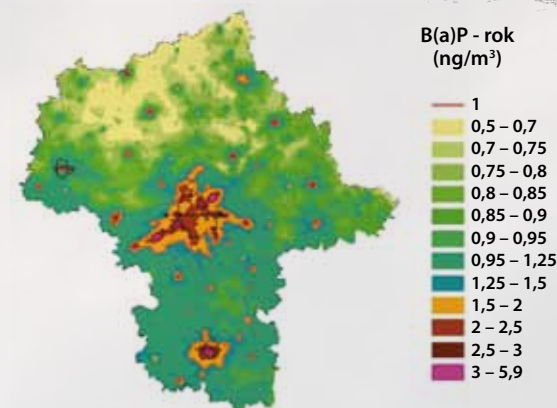 B(a)P - rok
(ng/m³)
1
0,5 – 0,7
0,7 – 0,75
0,75 – 0,8
0,8 – 0,85
0,85 – 0,9
0,9 – 0,95
0,95 – 1,25
1,25 – 1,5
1,5 – 2
2 – 2,5
2,5 – 3
3 – 5,9